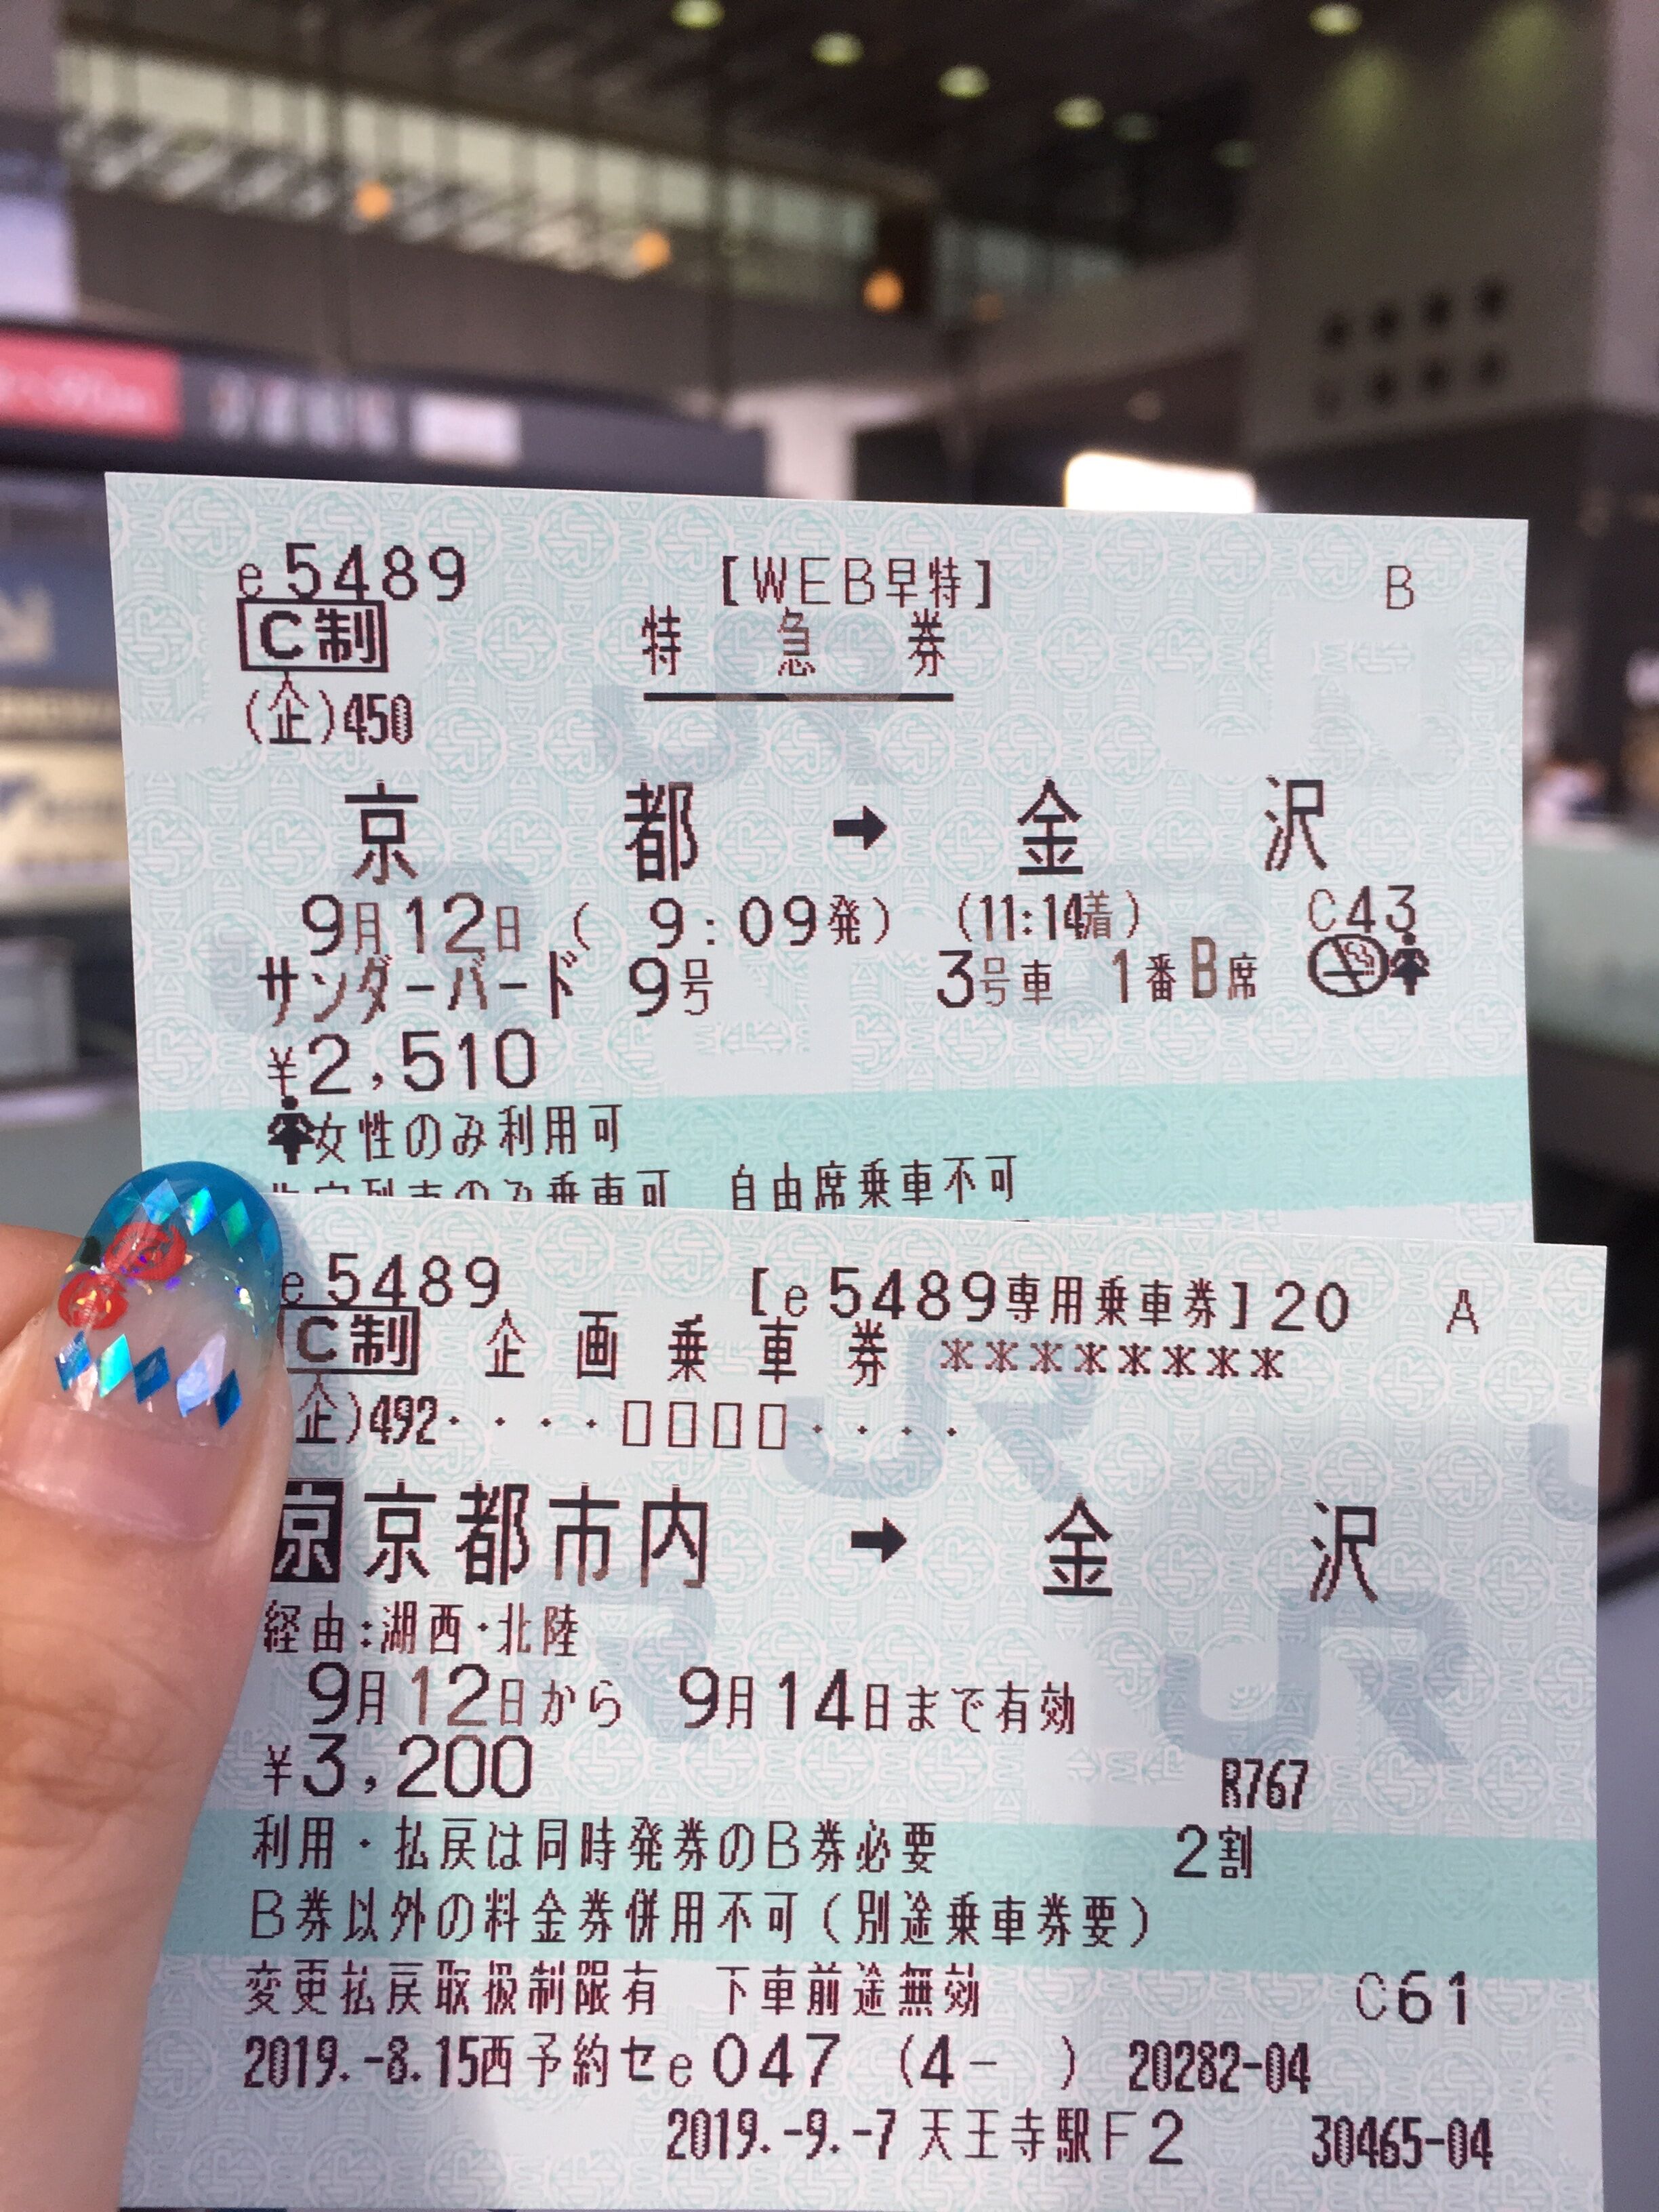 e5489 [WEB早特] B
C制 特急券
(企)450
京都 → 金沢
9月12日 ( 9:09発) (11:14着) C43
サンダーバード 9号 3号車 1番B席
¥2,510
女性のみ利用可
自由席乗車不可
e5489 [e5489専用乗車券]20 A
C制 企画乗車券 ********
企)492・・・・□□□□・・・・
京 京都市内 → 金沢
経由:湖西・北陸
9月12日から 9月14日まで有効
¥3,200 R767
利用・払戻は同時発券のB券必要 2割
B券以外の料金券併用不可(別途乗車券要)
変更払戻取扱制限有 下車前途無効 C61
2019.-8.15西予約セe047 (4- ) 20282-04
2019.-9.-7 天王寺駅F2 30465-04